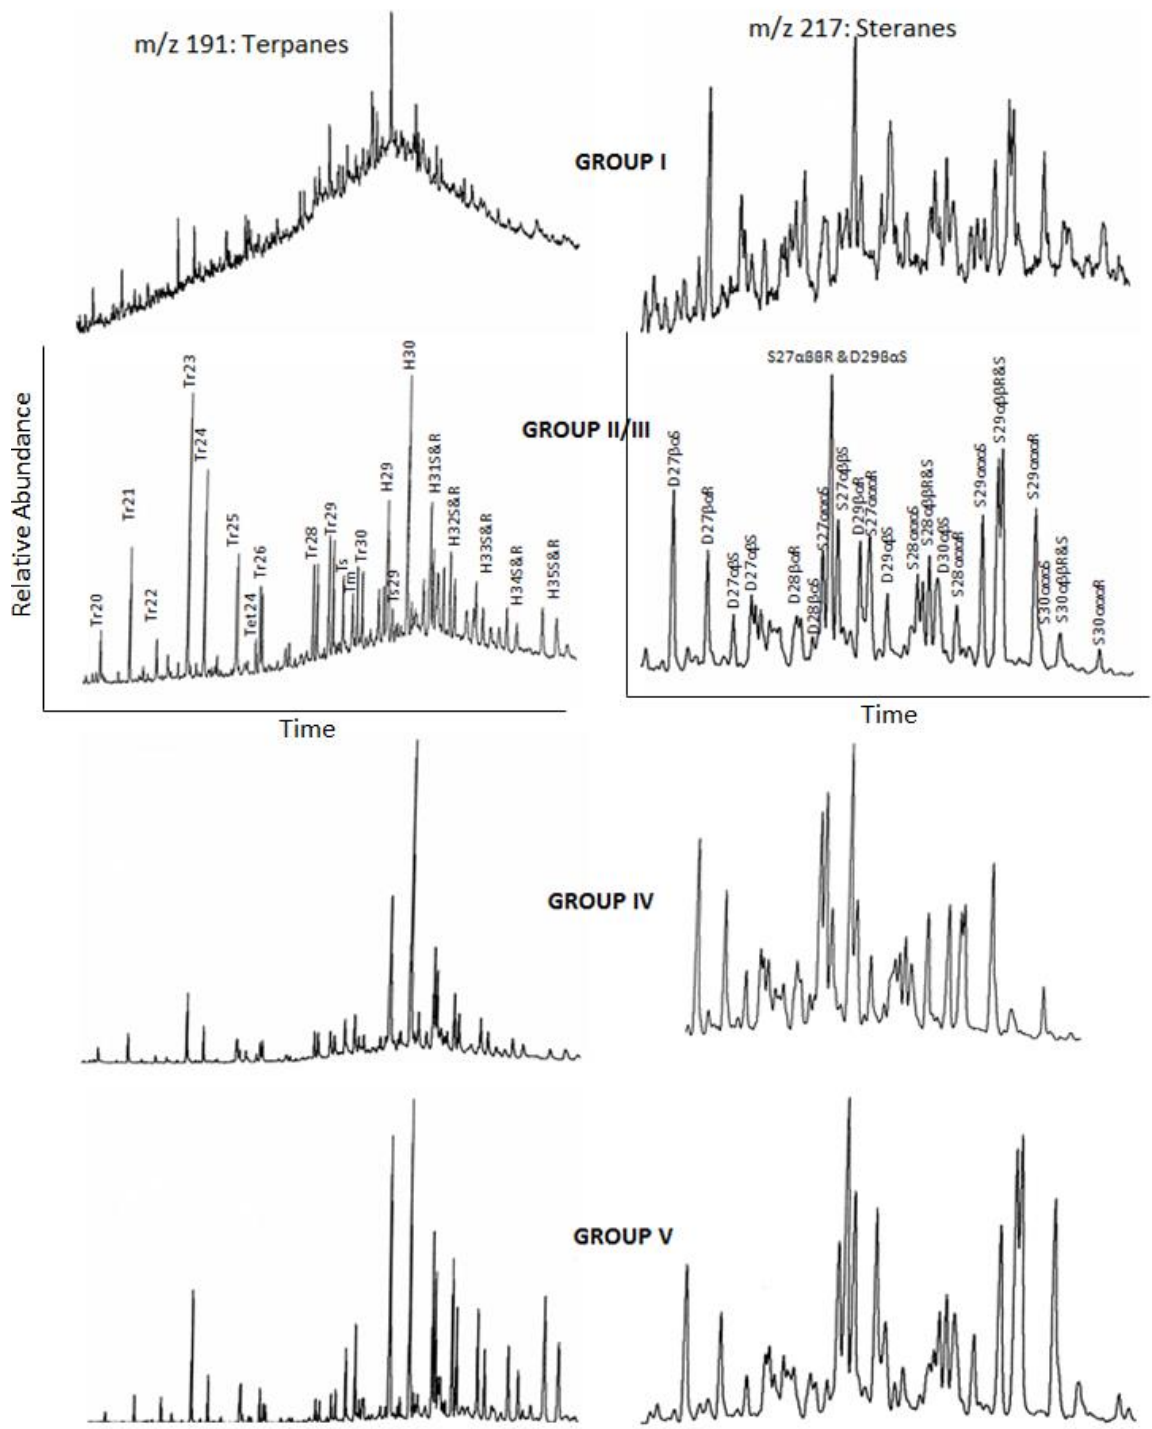 m/z 191: Terpanes
m/z 217: Steranes
GROUP I
Relative Abundance
Tr20
Tr21
Tr22
Tr23
Tr24
Tr25
Tet24
Tr26
Tr28
Tr29
Ts
Tm
Tr30
H29
Ts29
H30
H31S&R
H32S&R
H33S&R
H34S&R
H35S&R
Time
GROUP II/III
S27αββR & D29βαS
D27βαS
D27βαR
D27αβS
D27αβS
D28βαR
D28βαS
S27αααS
S27αββS
D29βαR
S27αααR
D29αβS
S28αααS
S28αββR&S
D30αβS
S28αααR
S29αααS
S29αββR&S
S29αααR
S30αααS
S30αββR&S
S30αααR
Time
GROUP IV
GROUP V